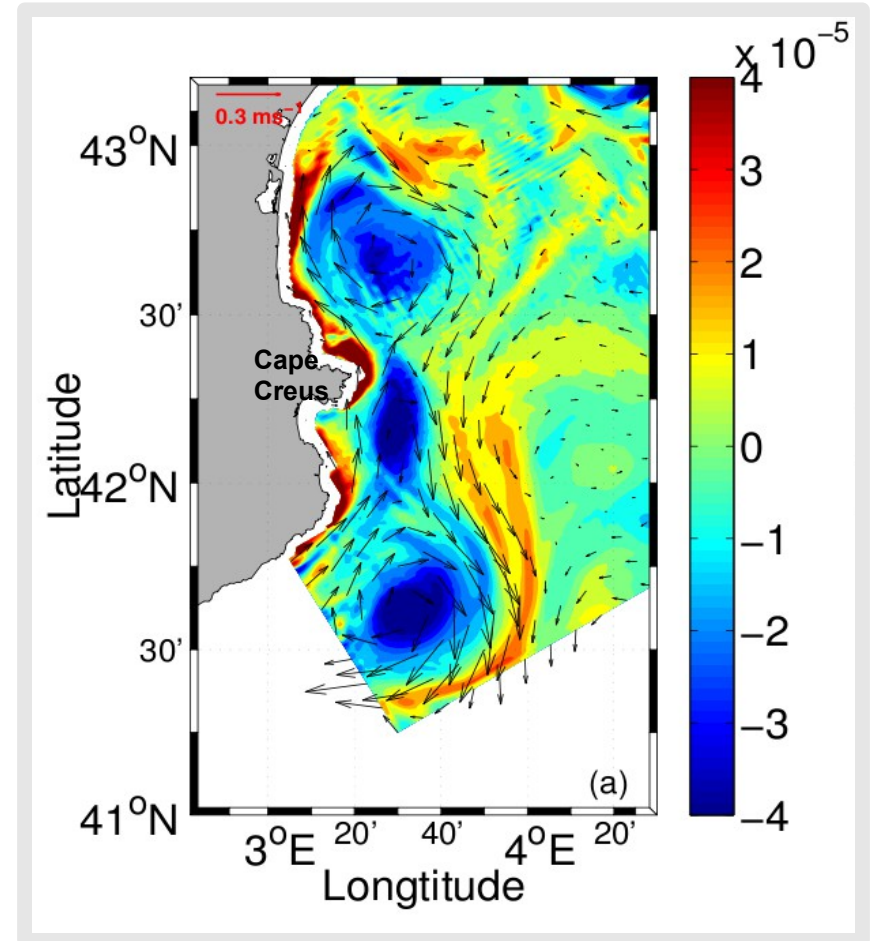 x 10⁻⁵
4
3
2
1
0
−1
−2
−3
−4
0.3 ms⁻¹
43°N
30'
Cape
Creus
42°N
30'
41°N
(a)
3°E 20' 40' 4°E 20'
Latitude
Longtitude